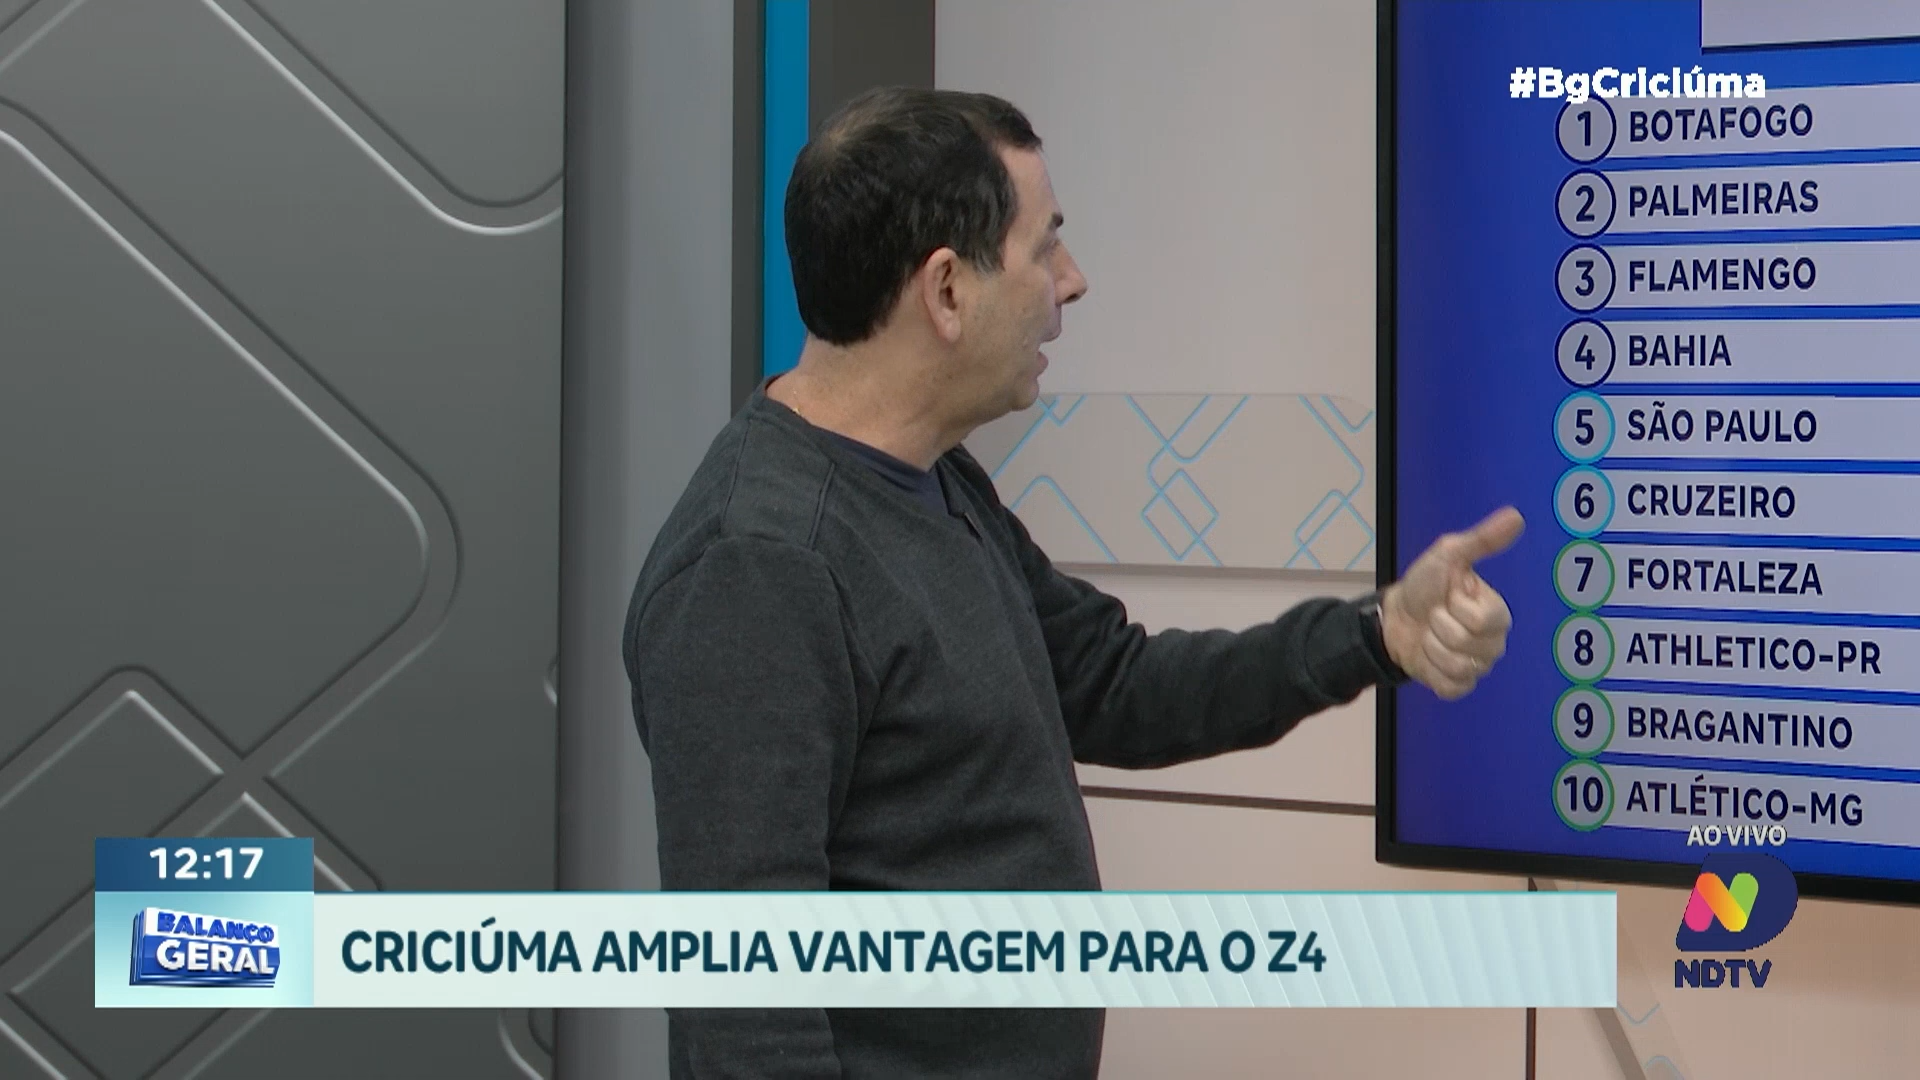 #BgCriciúma
1 BOTAFOGO
2 PALMEIRAS
3 FLAMENGO
4 BAHIA
5 SÃO PAULO
6 CRUZEIRO
7 FORTALEZA
8 ATHLETICO-PR
9 BRAGANTINO
10 ATLÉTICO-MG
AO VIVO
NDTV
12:17
BALANÇO
GERAL
CRICIÚMA AMPLIA VANTAGEM PARA O Z4